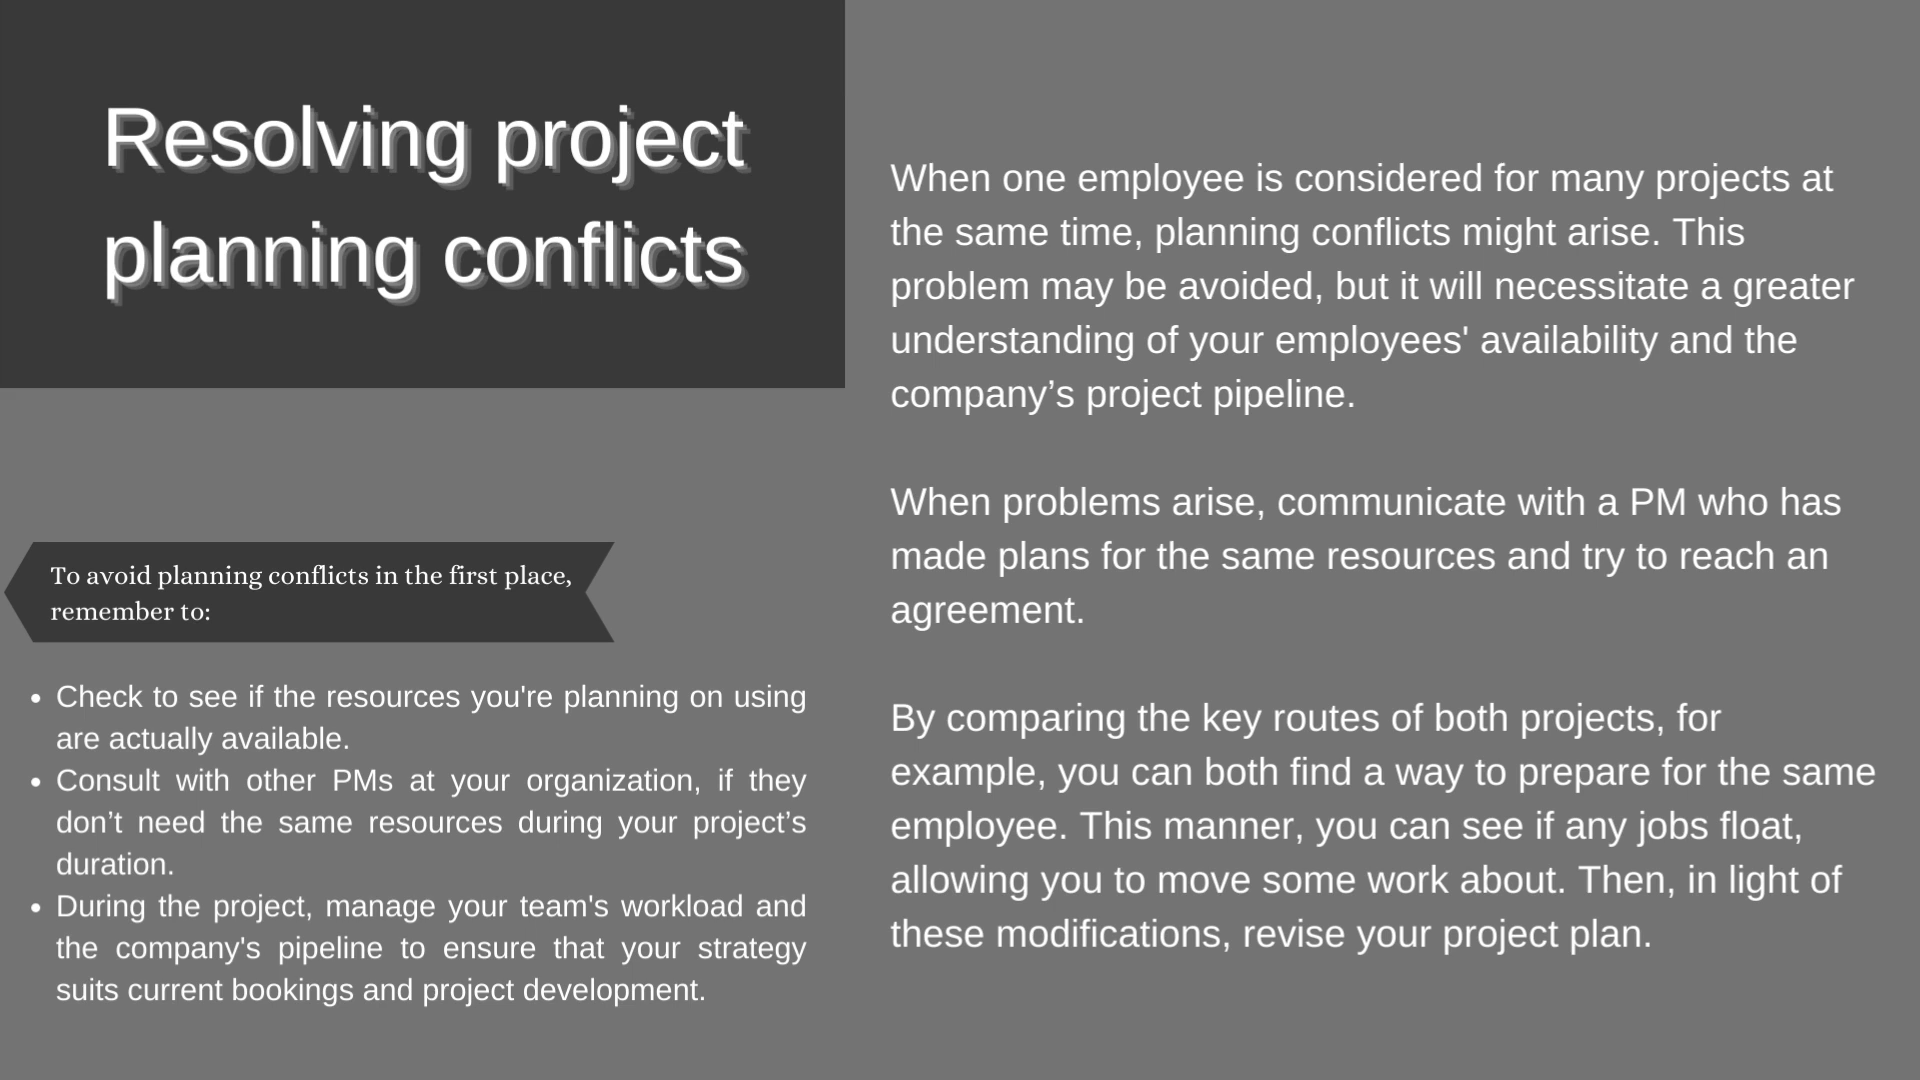 Resolving project
planning conflicts
To avoid planning conflicts in the first place,
remember to:
• Check to see if the resources you're planning on using
are actually available.
• Consult with other PMs at your organization, if they
don’t need the same resources during your project’s
duration.
• During the project, manage your team's workload and
the company's pipeline to ensure that your strategy
suits current bookings and project development.
When one employee is considered for many projects at
the same time, planning conflicts might arise. This
problem may be avoided, but it will necessitate a greater
understanding of your employees' availability and the
company’s project pipeline.
When problems arise, communicate with a PM who has
made plans for the same resources and try to reach an
agreement.
By comparing the key routes of both projects, for
example, you can both find a way to prepare for the same
employee. This manner, you can see if any jobs float,
allowing you to move some work about. Then, in light of
these modifications, revise your project plan.